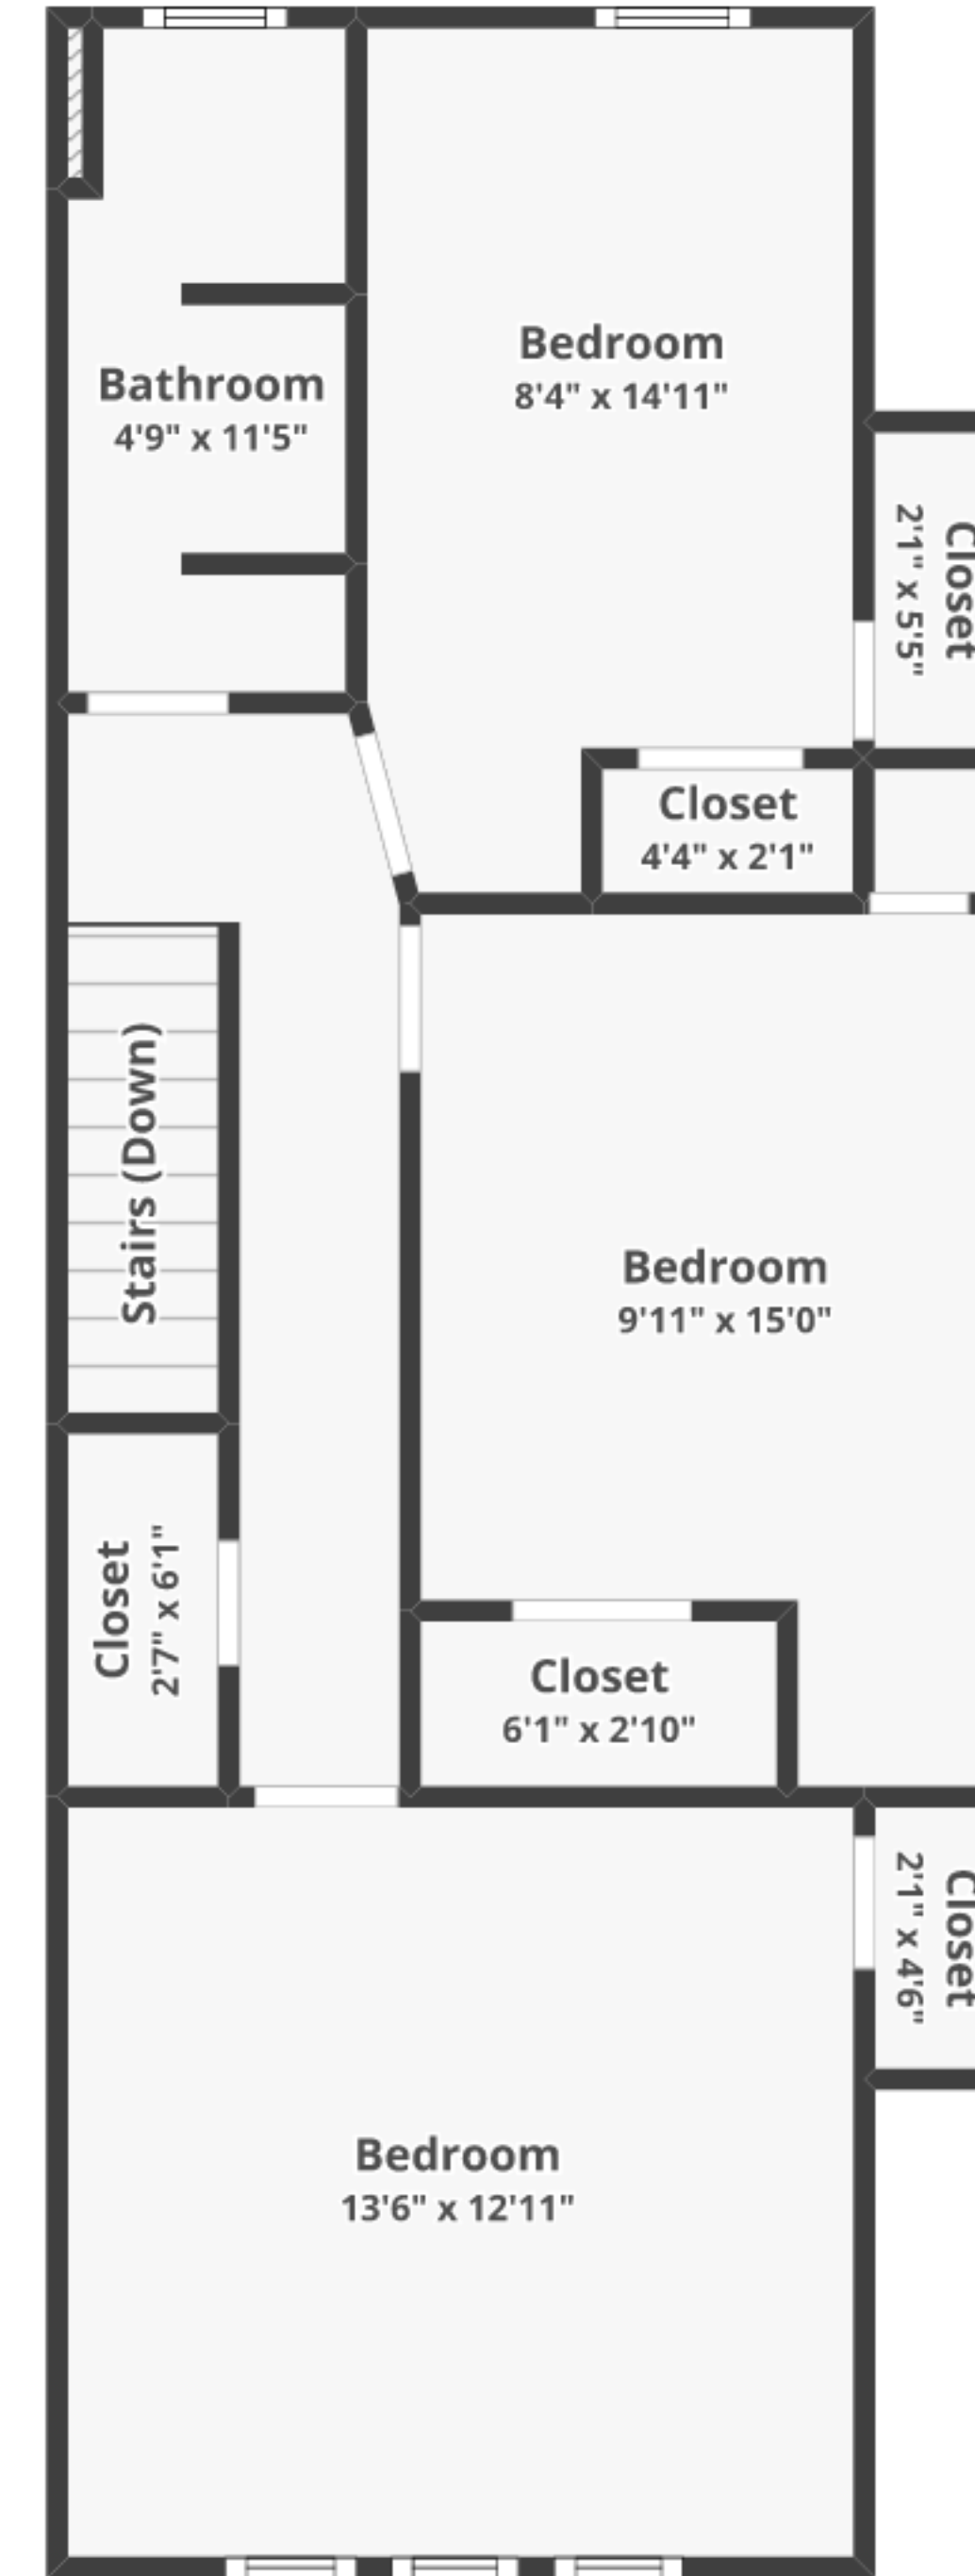 Bedroom
8'4" x 14'11"
Bathroom
4'9" x 11'5"
Closet
2'1" x 5'5"
Closet
4'4" x 2'1"
Stairs (Down)
Bedroom
9'11" x 15'0"
Closet
2'7" x 6'1"
Closet
6'1" x 2'10"
Closet
2'1" x 4'6"
Bedroom
13'6" x 12'11"